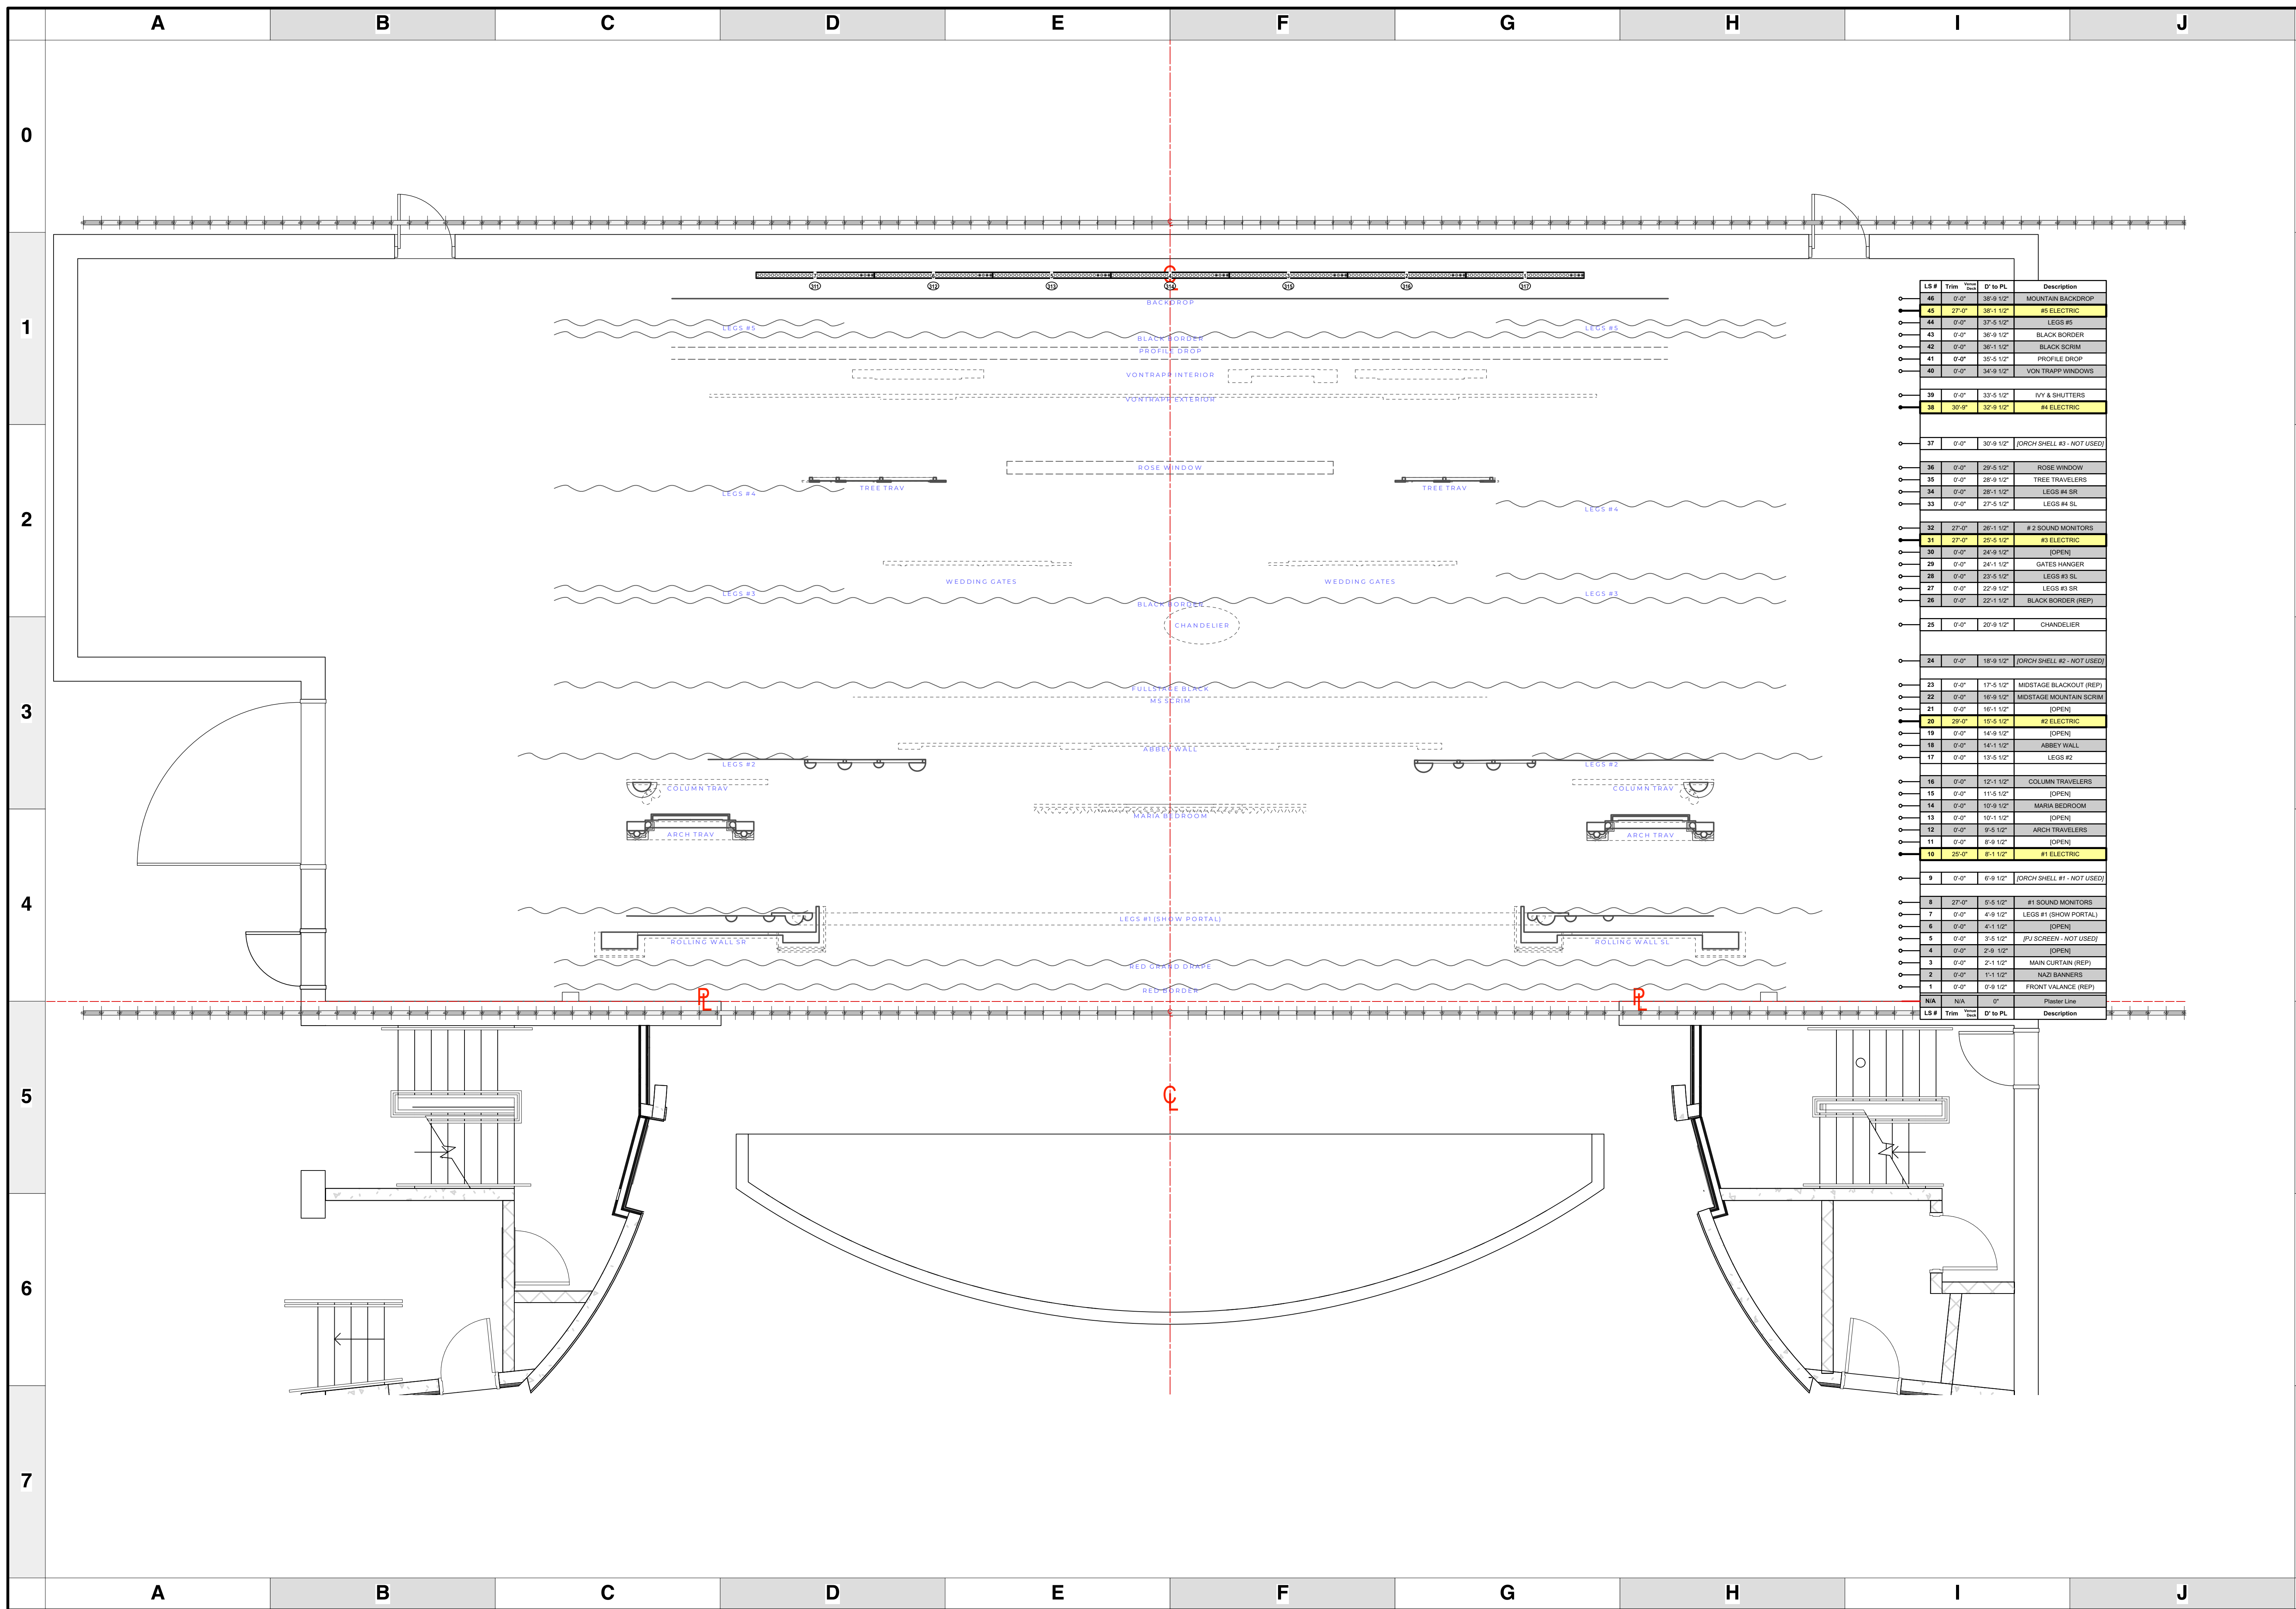 A B C D E F G H I J
0
1
2
3
4
5
6
7
7 6 5 4 3 2 1
311 312 313 314 315 316 317
BACKDROP
LEGS #5 LEGS #5
BLACK BORDER
PROFILE DROP
VONTRAPP INTERIOR
VONTRAPP EXTERIOR
ROSE WINDOW
TREE TRAV TREE TRAV
LEGS #4
LEGS #4
WEDDING GATES WEDDING GATES
LEGS #3 LEGS #3
BLACK BORDER
CHANDELIER
FULLSTAGE BLACK
MS SCRIM
ABBEY WALL
LEGS #2 LEGS #2
COLUMN TRAV COLUMN TRAV
MARIA BEDROOM
ARCH TRAV ARCH TRAV
LEGS #1 (SHOW PORTAL)
ROLLING WALL SR ROLLING WALL SL
RED GRAND DRAPE
RED BORDER
PL PL
CL
CL
LS # Trim Venue Deck D' to PL Description
46 0'-0" 38'-9 1/2" MOUNTAIN BACKDROP
45 27'-0" 38'-1 1/2" #5 ELECTRIC
44 0'-0" 37'-5 1/2" LEGS #5
43 0'-0" 36'-9 1/2" BLACK BORDER
42 0'-0" 36'-1 1/2" BLACK SCRIM
41 0'-0" 35'-5 1/2" PROFILE DROP
40 0'-0" 34'-9 1/2" VON TRAPP WINDOWS
39 0'-0" 33'-5 1/2" IVY & SHUTTERS
38 30'-9" 32'-9 1/2" #4 ELECTRIC
37 0'-0" 30'-9 1/2" [ORCH SHELL #3 - NOT USED]
36 0'-0" 29'-5 1/2" ROSE WINDOW
35 0'-0" 28'-9 1/2" TREE TRAVELERS
34 0'-0" 28'-1 1/2" LEGS #4 SR
33 0'-0" 27'-5 1/2" LEGS #4 SL
32 27'-0" 26'-1 1/2" # 2 SOUND MONITORS
31 27'-0" 25'-5 1/2" #3 ELECTRIC
30 0'-0" 24'-9 1/2" [OPEN]
29 0'-0" 24'-1 1/2" GATES HANGER
28 0'-0" 23'-5 1/2" LEGS #3 SL
27 0'-0" 22'-9 1/2" LEGS #3 SR
26 0'-0" 22'-1 1/2" BLACK BORDER (REP)
25 0'-0" 20'-9 1/2" CHANDELIER
24 0'-0" 18'-9 1/2" [ORCH SHELL #2 - NOT USED]
23 0'-0" 17'-5 1/2" MIDSTAGE BLACKOUT (REP)
22 0'-0" 16'-9 1/2" MIDSTAGE MOUNTAIN SCRIM
21 0'-0" 16'-1 1/2" [OPEN]
20 29'-0" 15'-5 1/2" #2 ELECTRIC
19 0'-0" 14'-9 1/2" [OPEN]
18 0'-0" 14'-1 1/2" ABBEY WALL
17 0'-0" 13'-5 1/2" LEGS #2
16 0'-0" 12'-1 1/2" COLUMN TRAVELERS
15 0'-0" 11'-5 1/2" [OPEN]
14 0'-0" 10'-9 1/2" MARIA BEDROOM
13 0'-0" 10'-1 1/2" [OPEN]
12 0'-0" 9'-5 1/2" ARCH TRAVELERS
11 0'-0" 8'-9 1/2" [OPEN]
10 25'-0" 8'-1 1/2" #1 ELECTRIC
9 0'-0" 6'-9 1/2" [ORCH SHELL #1 - NOT USED]
8 27'-0" 5'-5 1/2" #1 SOUND MONITORS
7 0'-0" 4'-9 1/2" LEGS #1 (SHOW PORTAL)
6 0'-0" 4'-1 1/2" [OPEN]
5 0'-0" 3'-5 1/2" [PJ SCREEN - NOT USED]
4 0'-0" 2'-9 1/2" [OPEN]
3 0'-0" 2'-1 1/2" MAIN CURTAIN (REP)
2 0'-0" 1'-1 1/2" NAZI BANNERS
1 0'-0" 0'-9 1/2" FRONT VALANCE (REP)
N/A N/A 0" Plaster Line
LS # Trim Venue Deck D' to PL Description
A B C D E F G H I J